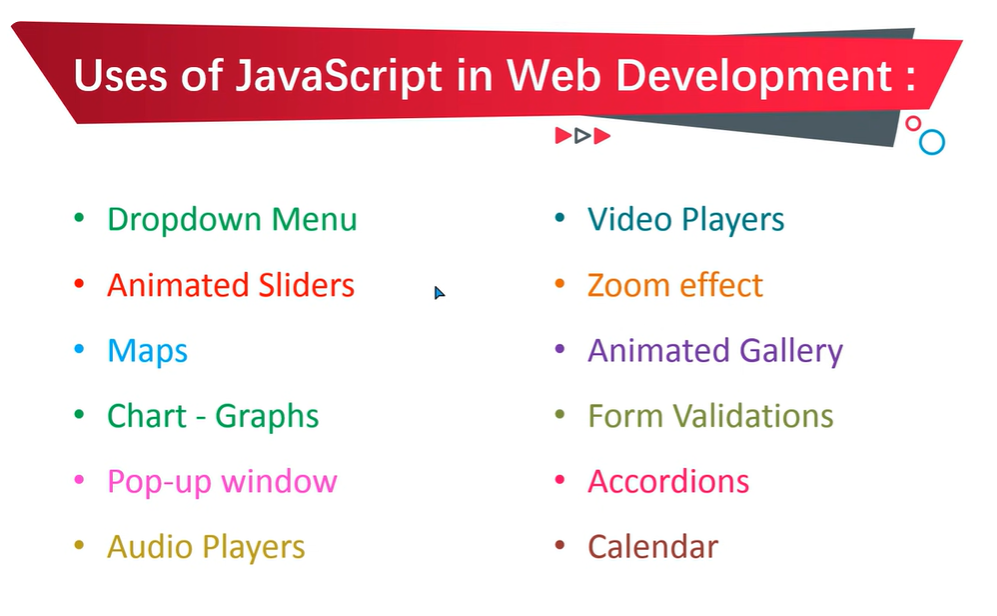 Uses of JavaScript in Web Development :
• Dropdown Menu
• Animated Sliders
• Maps
• Chart - Graphs
• Pop-up window
• Audio Players
• Video Players
• Zoom effect
• Animated Gallery
• Form Validations
• Accordions
• Calendar